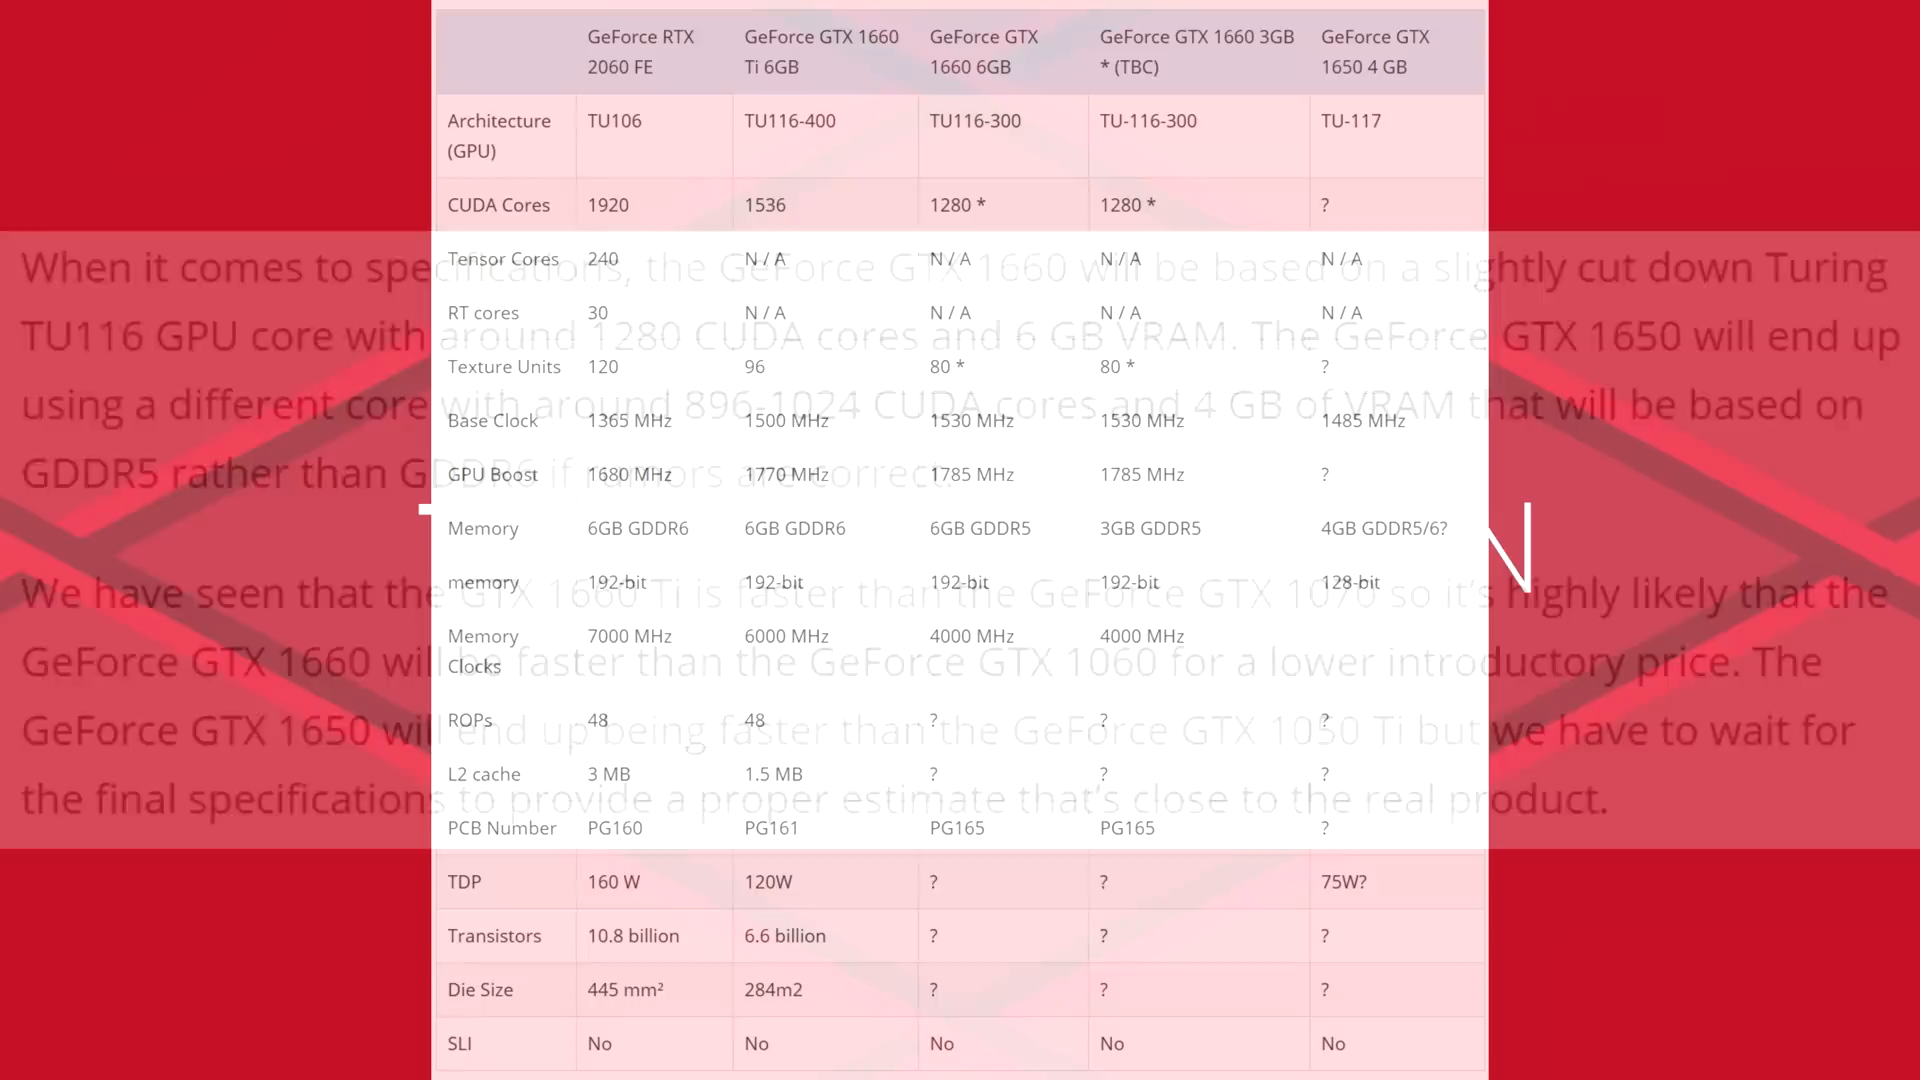 GeForce RTX 2060 FE GeForce GTX 1660 Ti 6GB GeForce GTX 1660 6GB GeForce GTX 1660 3GB * (TBC) GeForce GTX 1650 4 GB
Architecture (GPU) TU106 TU116-400 TU116-300 TU-116-300 TU-117
CUDA Cores 1920 1536 1280 * 1280 * ?
Tensor Cores 240 N / A N / A N / A N / A
RT cores 30 N / A N / A N / A N / A
Texture Units 120 96 80 * 80 * ?
Base Clock 1365 MHz 1500 MHz 1530 MHz 1530 MHz 1485 MHz
GPU Boost 1680 MHz 1770 MHz 1785 MHz 1785 MHz ?
Memory 6GB GDDR6 6GB GDDR6 6GB GDDR5 3GB GDDR5 4GB GDDR5/6?
memory 192-bit 192-bit 192-bit 192-bit 128-bit
Memory Clocks 7000 MHz 6000 MHz 4000 MHz 4000 MHz
ROPs 48 48 ? ? ?
L2 cache 3 MB 1.5 MB ? ? ?
PCB Number PG160 PG161 PG165 PG165 ?
TDP 160 W 120W ? ? 75W?
Transistors 10.8 billion 6.6 billion ? ? ?
Die Size 445 mm² 284m2 ? ? ?
SLI No No No No No
When it comes to specifications, the GeForce GTX 1660 will be based on a slightly cut down Turing
TU116 GPU core with around 1280 CUDA cores and 6 GB VRAM. The GeForce GTX 1650 will end up
using a different core with around 896-1024 CUDA cores and 4 GB of VRAM that will be based on
GDDR5 rather than GDDR6 if rumors are correct.
We have seen that the GTX 1660 Ti is faster than the GeForce GTX 1070 so it's highly likely that the
GeForce GTX 1660 will be faster than the GeForce GTX 1060 for a lower introductory price. The
GeForce GTX 1650 will end up being faster than the GeForce GTX 1050 Ti but we have to wait for
the final specifications to provide a proper estimate that's close to the real product.
N